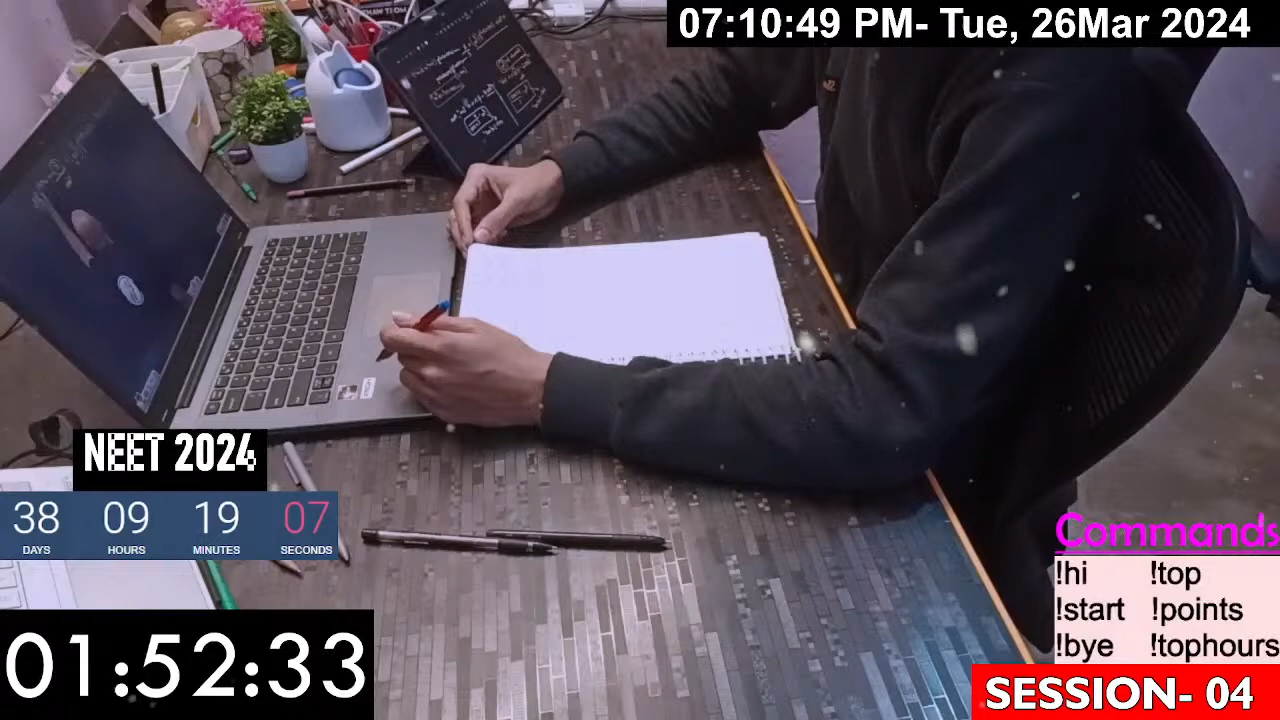 07:10:49 PM- Tue, 26Mar 2024
NEET 2024
38 09 19 07
DAYS HOURS MINUTES SECONDS
01:52:33
Commands
!hi !top
!start !points
!bye !tophours
SESSION- 04